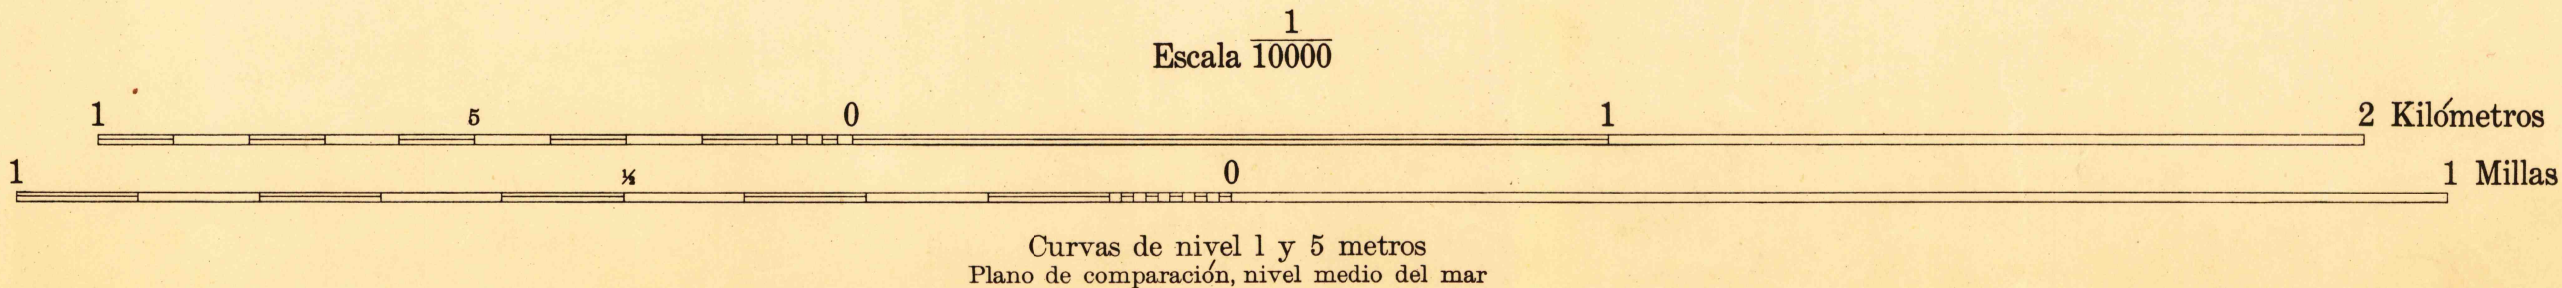 Escala 1/10000
1 5 0 1 2 Kilómetros
1 ½ 0 1 Millas
Curvas de nivel 1 y 5 metros
Plano de comparación, nivel medio del mar